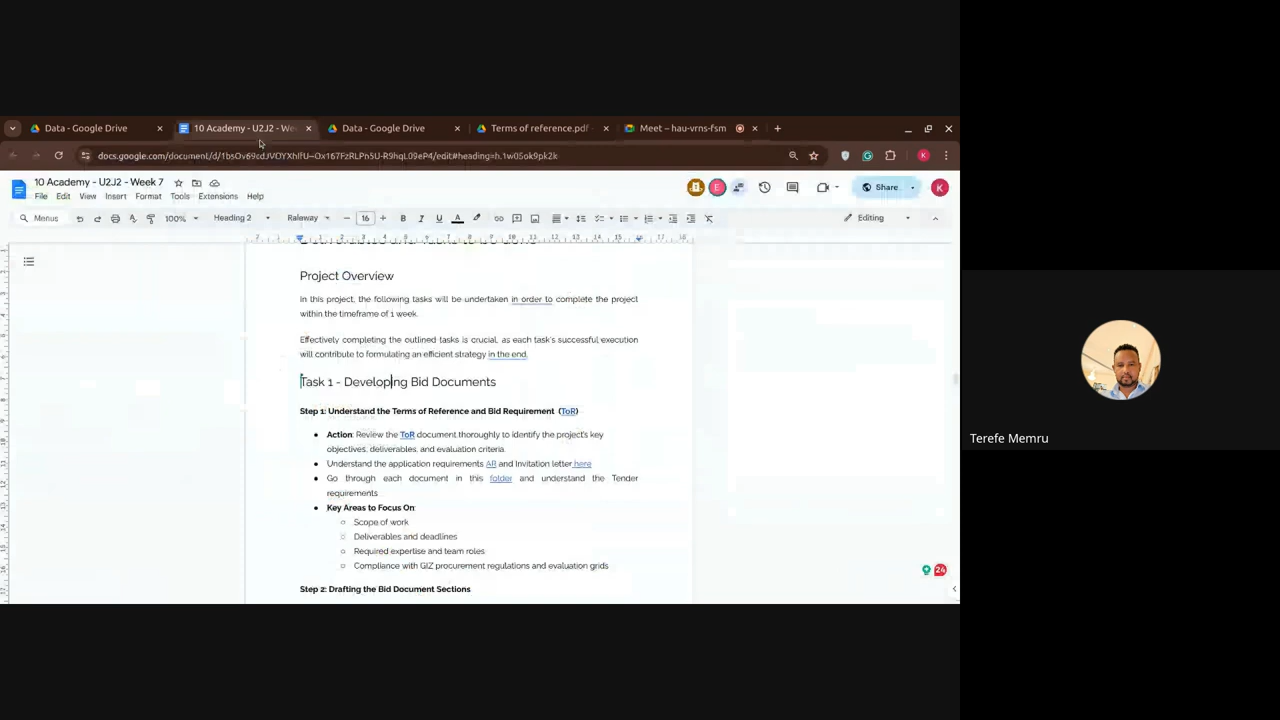 Data - Google Drive
10 Academy - U2J2 - We
Data - Google Drive
Terms of reference.pdf -
Meet – hau-vrns-fsm
10 Academy - U2J2 - Week 7
File Edit View Insert Format Tools Extensions Help
Share
K
Menus
100%
Heading 2
Raleway
16
Editing
Project Overview
In this project, the following tasks will be undertaken in order to complete the project
within the timeframe of 1 week.
Effectively completing the outlined tasks is crucial, as each task's successful execution
will contribute to formulating an efficient strategy in the end.
Task 1 - Developing Bid Documents
Step 1: Understand the Terms of Reference and Bid Requirement (ToR)
● Action: Review the ToR document thoroughly to identify the project's key
objectives, deliverables, and evaluation criteria.
● Understand the application requirements AR and Invitation letter here
● Go through each document in this folder and understand the Tender
requirements
● Key Areas to Focus On:
○ Scope of work
○ Deliverables and deadlines
○ Required expertise and team roles
○ Compliance with GIZ procurement regulations and evaluation grids
Step 2: Drafting the Bid Document Sections
24
Terefe Memru